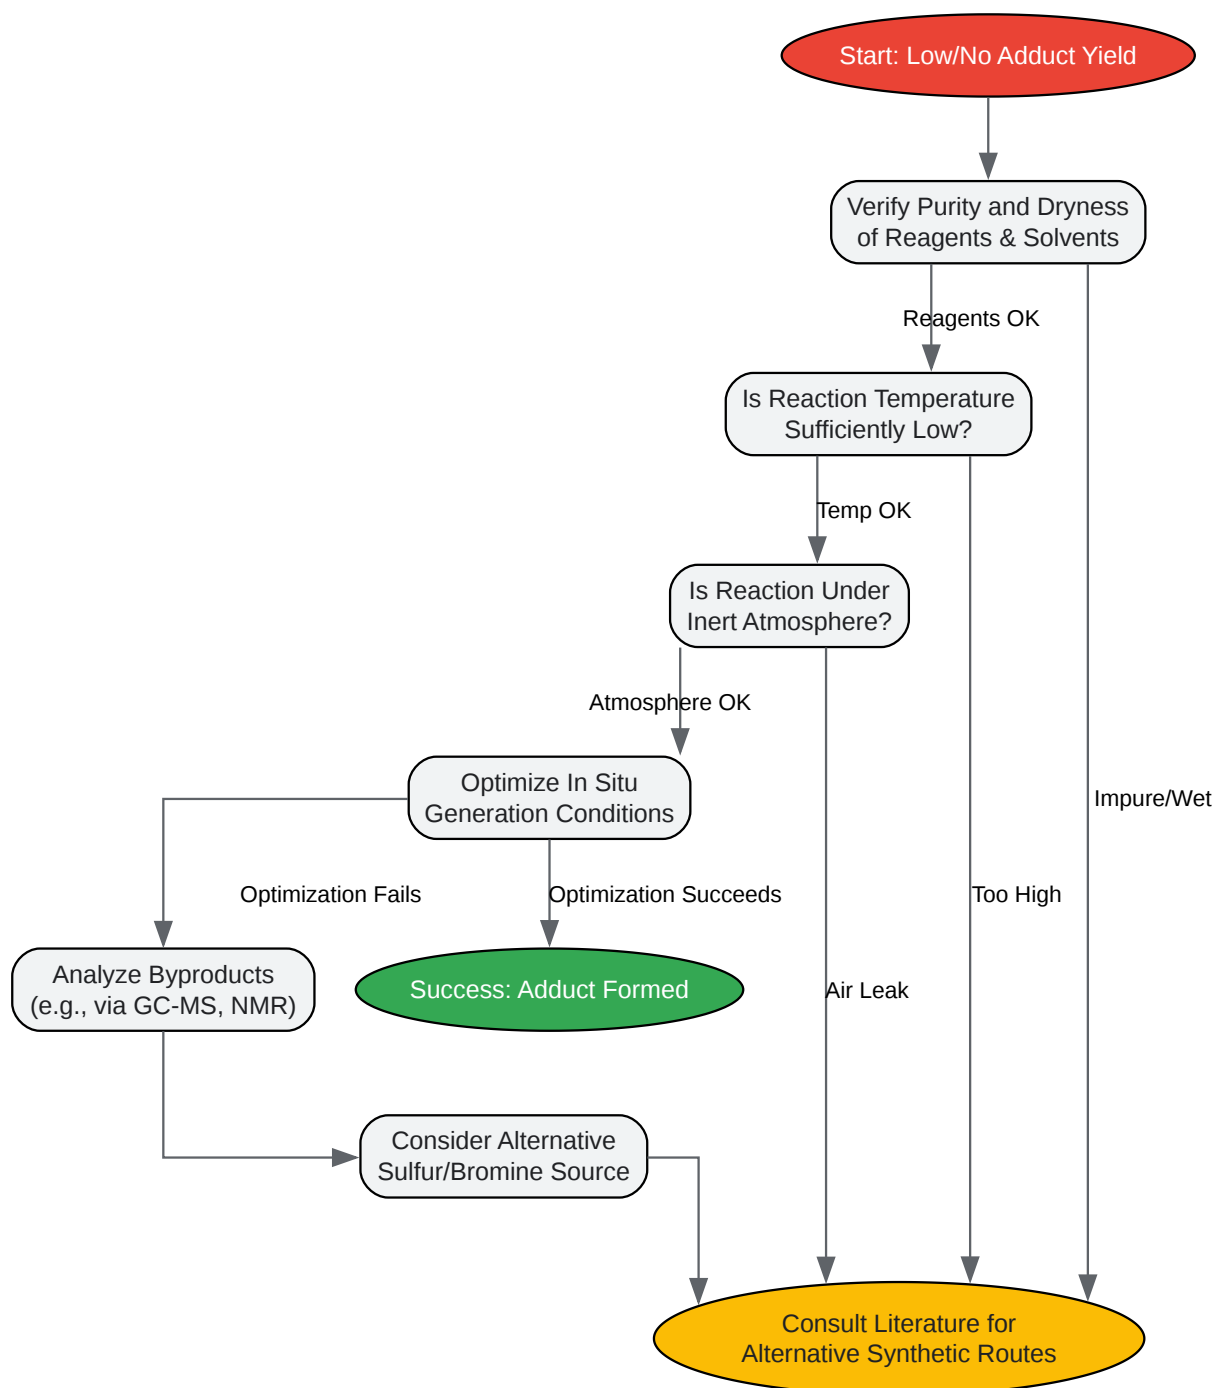 Start: Low/No Adduct Yield
Verify Purity and Dryness
of Reagents & Solvents
Reagents OK
Is Reaction Temperature
Sufficiently Low?
Temp OK
Is Reaction Under
Inert Atmosphere?
Atmosphere OK
Optimize In Situ
Generation Conditions
Impure/Wet
Optimization Fails
Optimization Succeeds
Too High
Analyze Byproducts
(e.g., via GC-MS, NMR)
Success: Adduct Formed
Air Leak
Consider Alternative
Sulfur/Bromine Source
Consult Literature for
Alternative Synthetic Routes